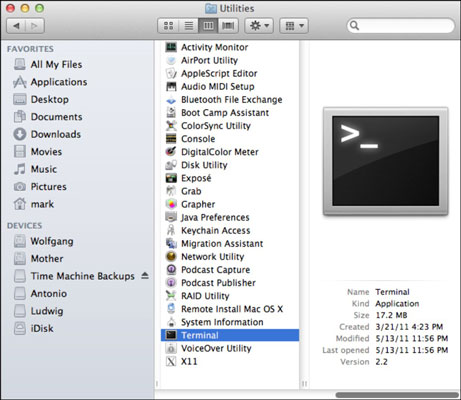 Utilities
FAVORITES
All My Files
Applications
Desktop
Documents
Downloads
Movies
Music
Pictures
mark
DEVICES
Wolfgang
Mother
Time Machine Backups
Antonio
Ludwig
iDisk
Activity Monitor
AirPort Utility
AppleScript Editor
Audio MIDI Setup
Bluetooth File Exchange
Boot Camp Assistant
ColorSync Utility
Console
DigitalColor Meter
Disk Utility
Exposé
Grab
Grapher
Java Preferences
Keychain Access
Migration Assistant
Network Utility
Podcast Capture
Podcast Publisher
RAID Utility
Remote Install Mac OS X
System Information
Terminal
VoiceOver Utility
X11
>_
Name Terminal
Kind Application
Size 17.2 MB
Created 3/21/11 4:23 PM
Modified 5/13/11 11:56 PM
Last opened 5/13/11 11:56 PM
Version 2.2